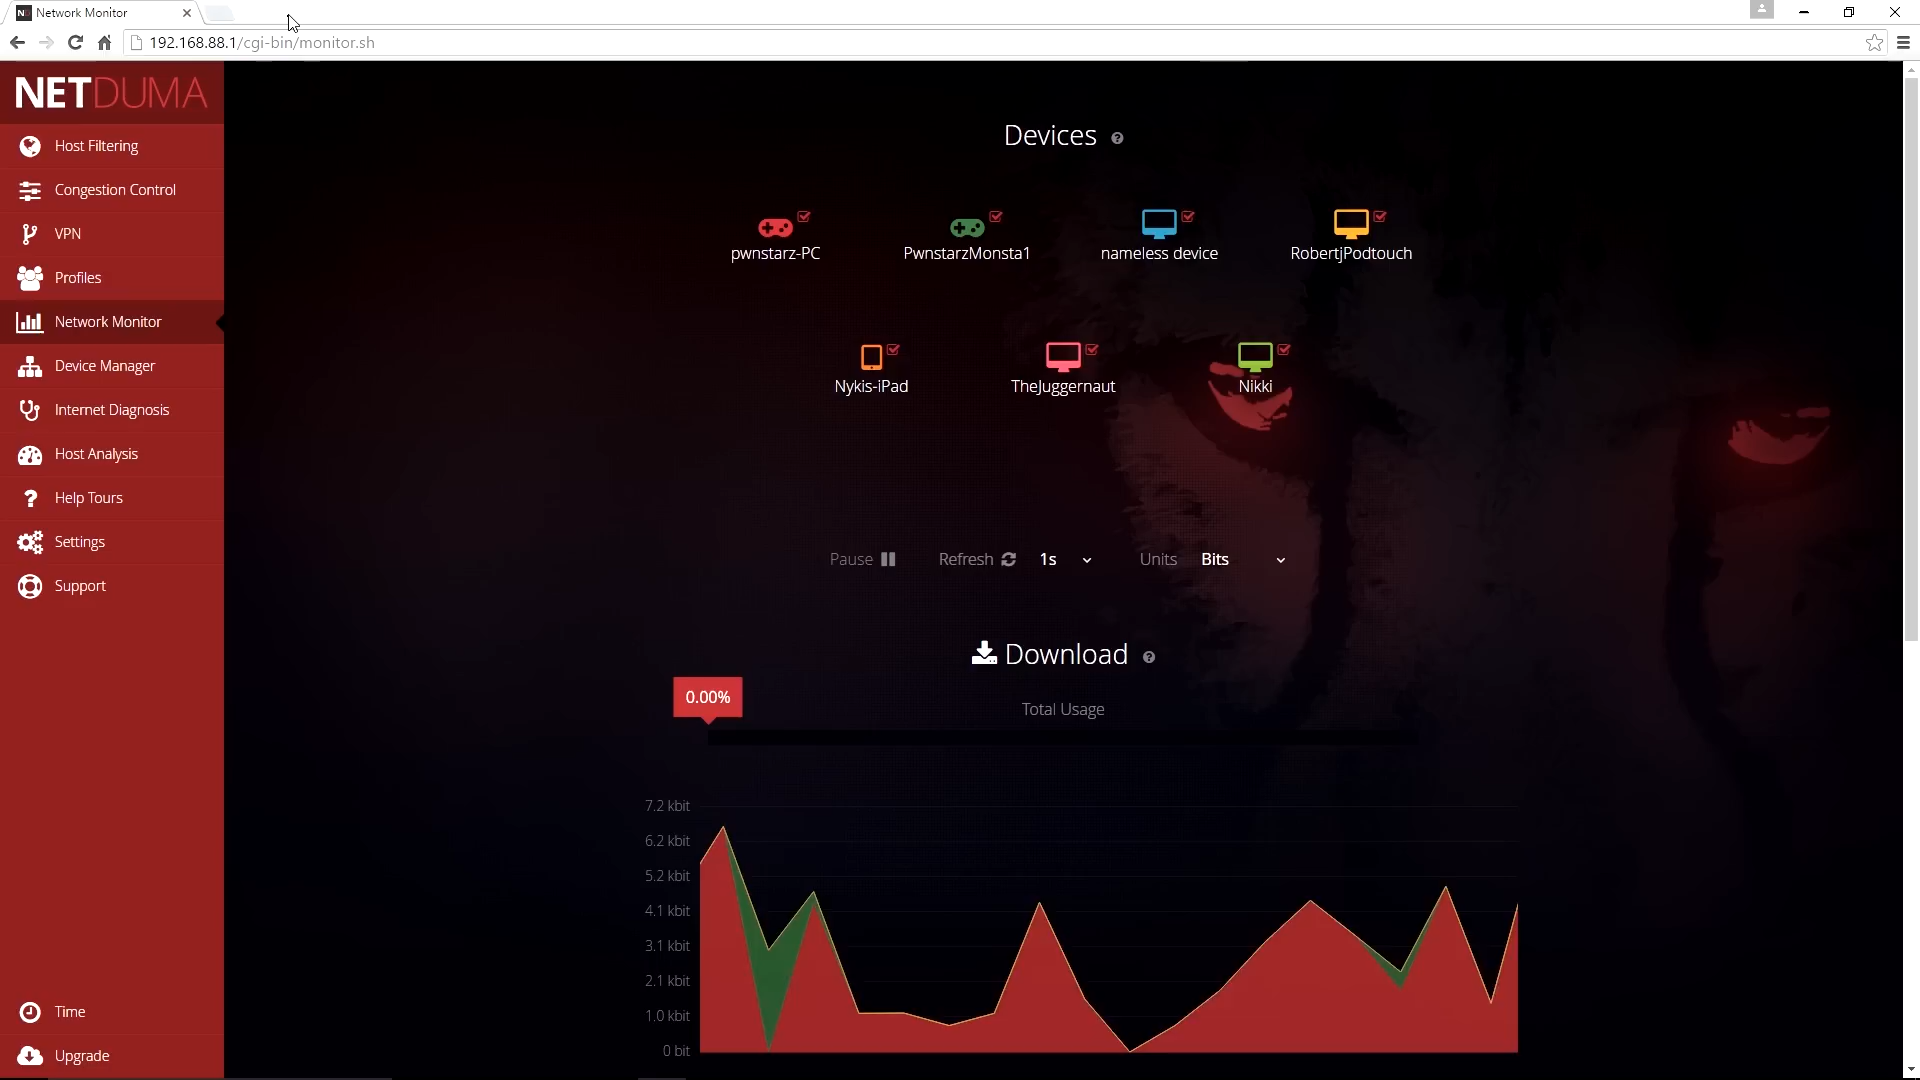 Network Monitor
192.168.88.1/cgi-bin/monitor.sh
NETDUMA
Host Filtering
Congestion Control
VPN
Profiles
Network Monitor
Device Manager
Internet Diagnosis
Host Analysis
Help Tours
Settings
Support
Time
Upgrade
Devices
pwnstarz-PC
PwnstarzMonsta1
nameless device
RobertjPodtouch
Nykis-iPad
TheJuggernaut
Nikki
Pause Refresh 1s Units Bits
Download
0.00%
Total Usage
7.2 kbit
6.2 kbit
5.2 kbit
4.1 kbit
3.1 kbit
2.1 kbit
1.0 kbit
0 bit